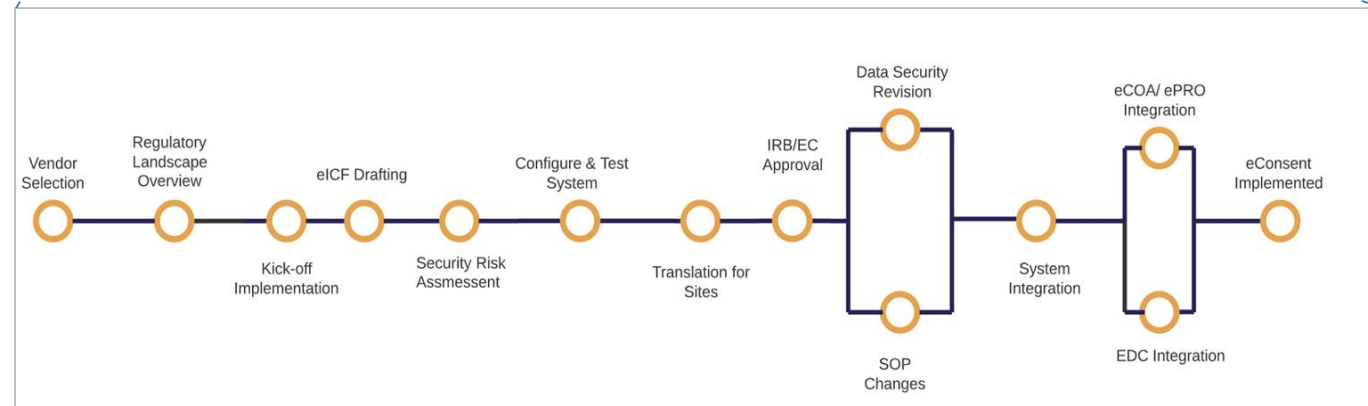 Vendor
Selection
Regulatory
Landscape
Overview
Kick-off
Implementation
eICF Drafting
Security Risk
Assmessent
Configure & Test
System
Translation for
Sites
IRB/EC
Approval
Data Security
Revision
SOP
Changes
System
Integration
eCOA/ ePRO
Integration
EDC Integration
eConsent
Implemented